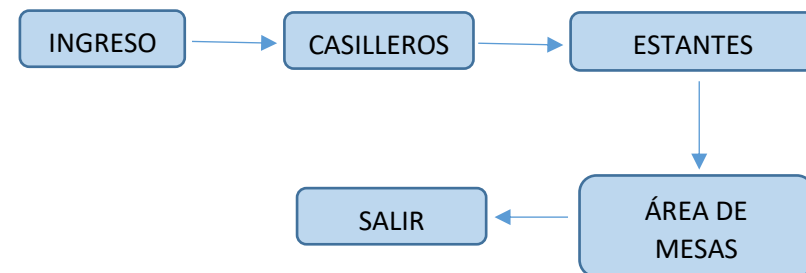 INGRESO
CASILLEROS
ESTANTES
ÁREA DE
MESAS
SALIR